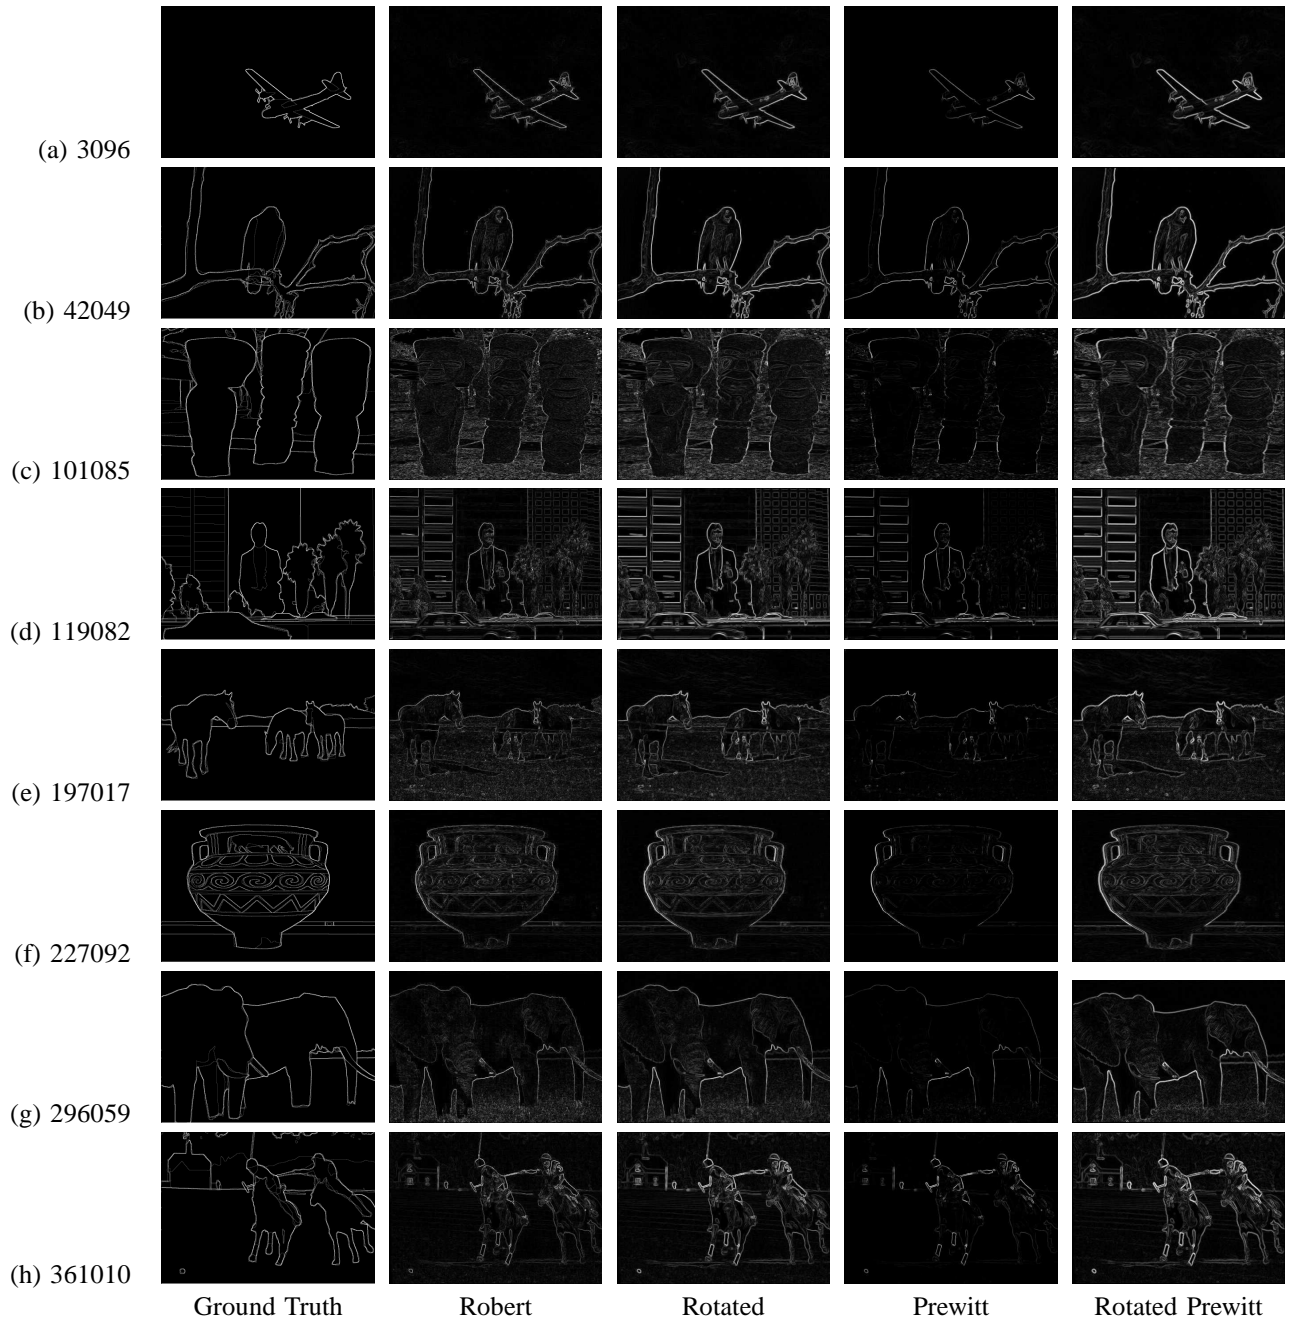 (a) 3096
(b) 42049
(c) 101085
(d) 119082
(e) 197017
(f) 227092
(g) 296059
(h) 361010
Ground Truth Robert Rotated Prewitt Rotated Prewitt